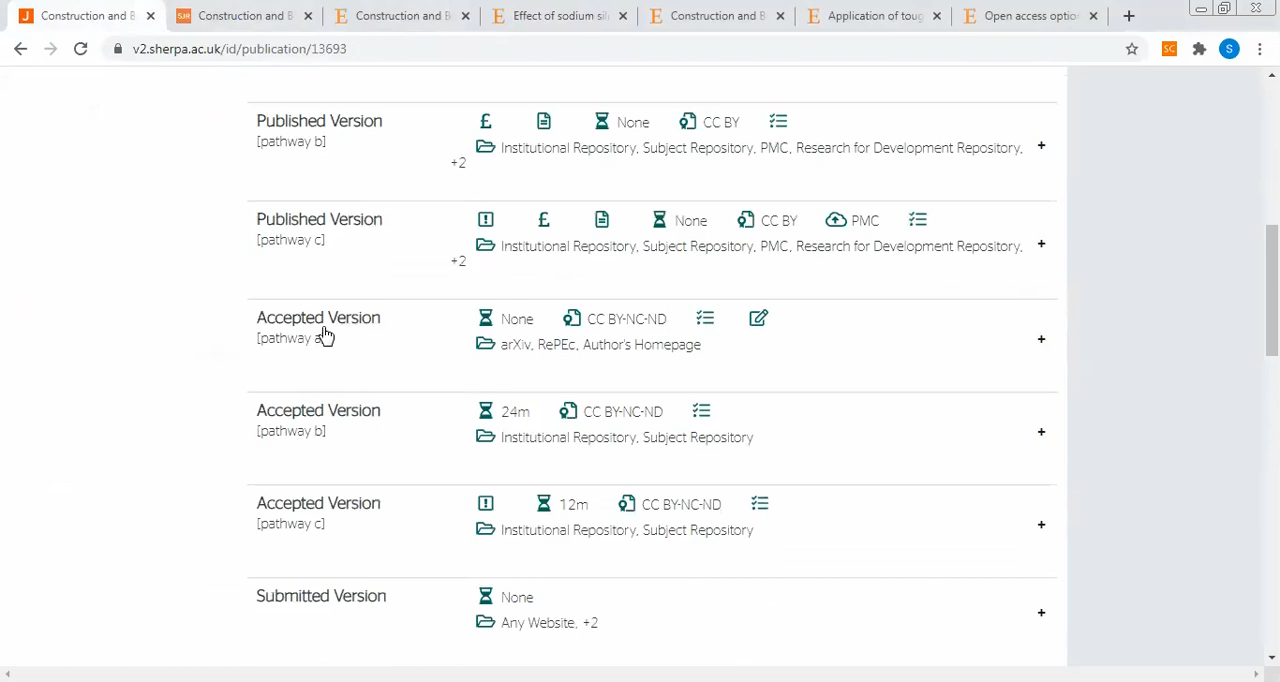 Construction and B
Construction and B
Construction and B
Effect of sodium sil
Construction and B
Application of toug
Open access optio
v2.sherpa.ac.uk/id/publication/13693
SC
S
Published Version
[pathway b]
£ None CC BY
Institutional Repository, Subject Repository, PMC, Research for Development Repository,
+2
+
Published Version
[pathway c]
£ None CC BY PMC
Institutional Repository, Subject Repository, PMC, Research for Development Repository,
+2
+
Accepted Version
[pathway a]
None CC BY-NC-ND
arXiv, RePEc, Author's Homepage
+
Accepted Version
[pathway b]
24m CC BY-NC-ND
Institutional Repository, Subject Repository
+
Accepted Version
[pathway c]
12m CC BY-NC-ND
Institutional Repository, Subject Repository
+
Submitted Version
None
Any Website, +2
+